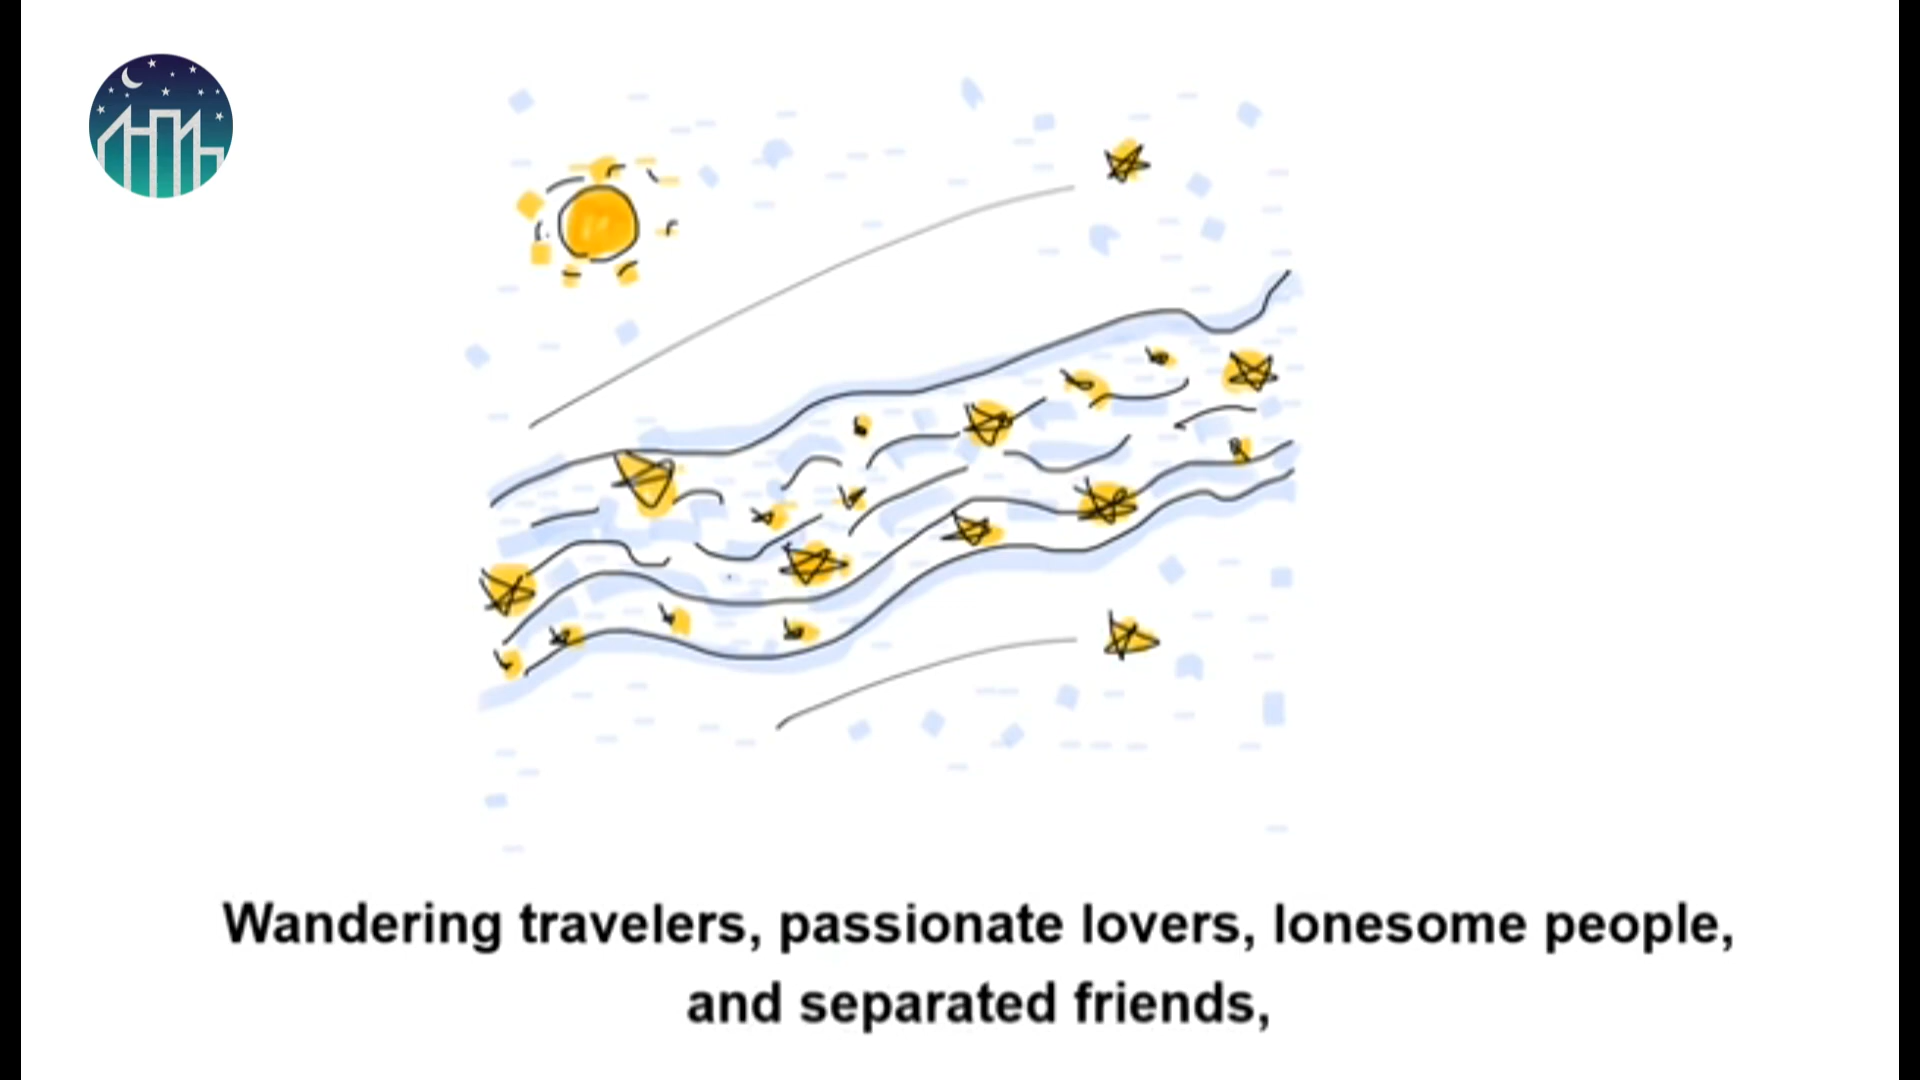 Wandering travelers, passionate lovers, lonesome people,
and separated friends,